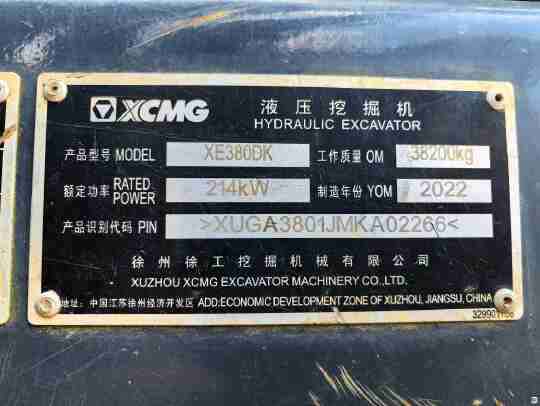 XCMG 液压挖掘机
HYDRAULIC EXCAVATOR
产品型号 MODEL XE380DK 工作质量 OM 38200kg
额定功率 RATED POWER 214kW 制造年份 YOM 2022
产品识别代码 PIN >XUGA3801JMKA02266<
徐州徐工挖掘机械有限公司
XUZHOU XCMG EXCAVATOR MACHINERY CO.,LTD.
地址: 中国江苏徐州经济开发区 ADD:ECONOMIC DEVELOPMENT ZONE OF XUZHOU, JIANGSU, CHINA